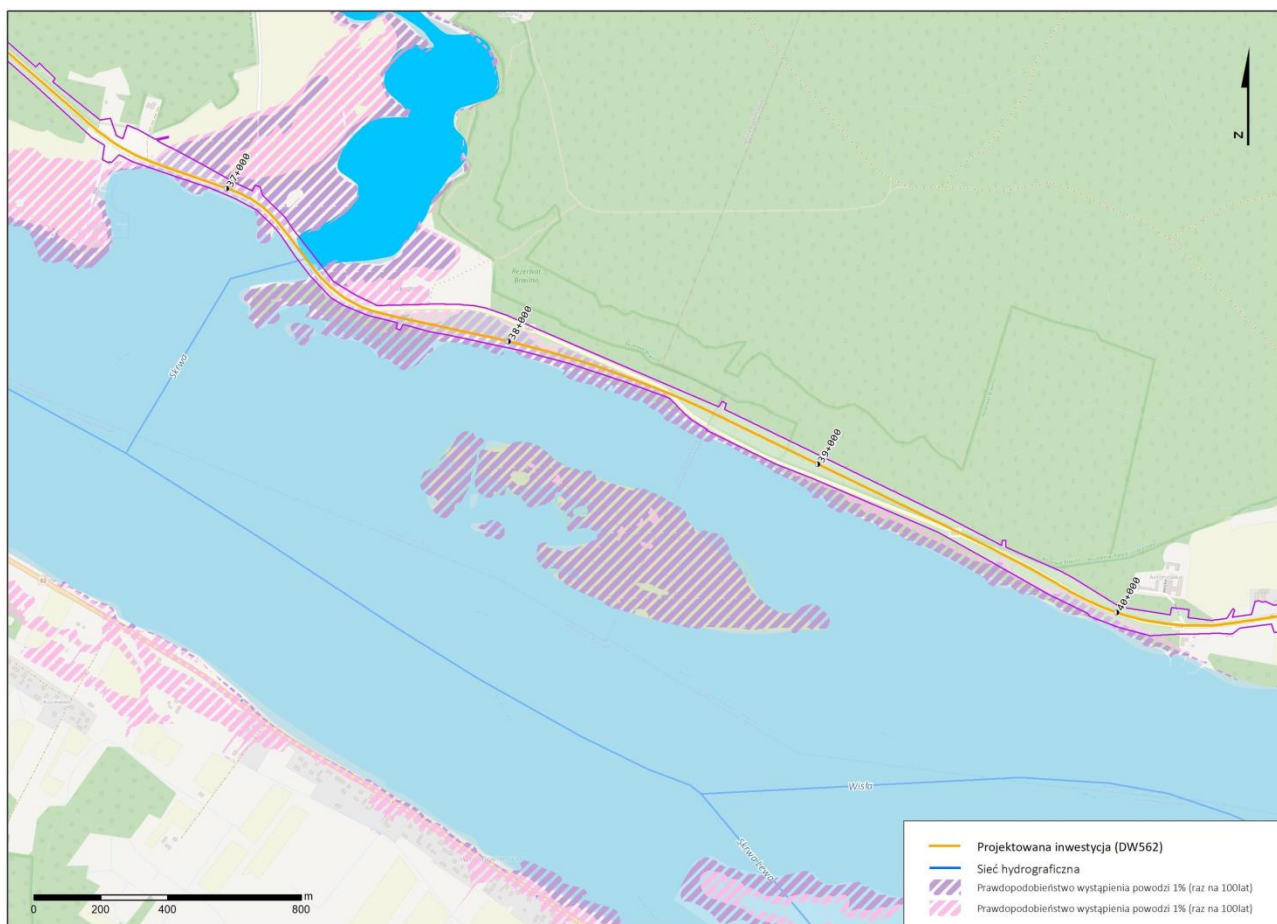 Z
37+000
Rezerwat
Brwilno
38+000
Skrwa
39+000
40+000
62
Wisła
Skrwa Lewa
Projektowana inwestycja (DW562)
Sieć hydrograficzna
Prawdopodobieństwo wystąpienia powodzi 1% (raz na 100lat)
Prawdopodobieństwo wystąpienia powodzi 1% (raz na 100lat)
0
200
400
800
m